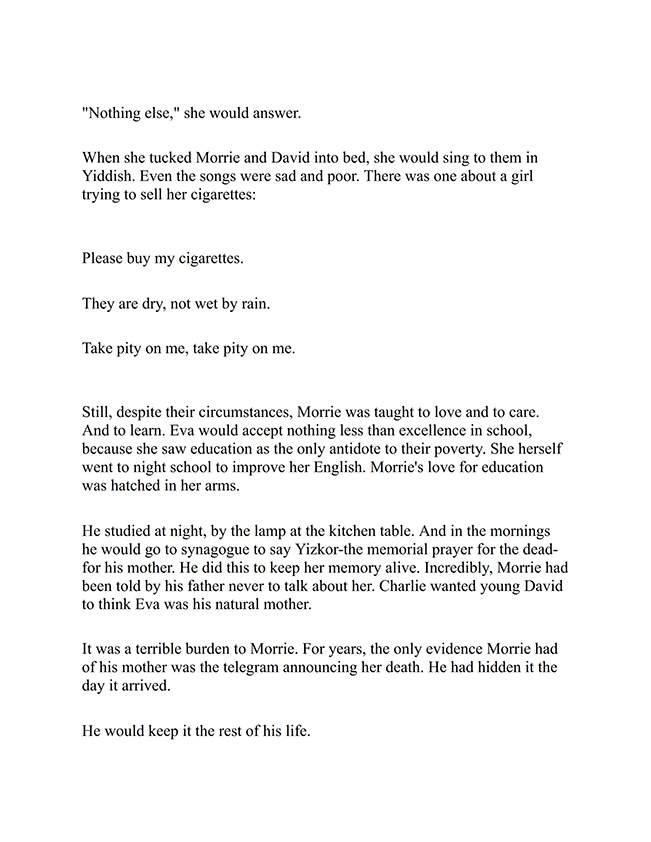 "Nothing else," she would answer.
When she tucked Morrie and David into bed, she would sing to them in
Yiddish. Even the songs were sad and poor. There was one about a girl
trying to sell her cigarettes:
Please buy my cigarettes.
They are dry, not wet by rain.
Take pity on me, take pity on me.
Still, despite their circumstances, Morrie was taught to love and to care.
And to learn. Eva would accept nothing less than excellence in school,
because she saw education as the only antidote to their poverty. She herself
went to night school to improve her English. Morrie's love for education
was hatched in her arms.
He studied at night, by the lamp at the kitchen table. And in the mornings
he would go to synagogue to say Yizkor-the memorial prayer for the dead-
for his mother. He did this to keep her memory alive. Incredibly, Morrie had
been told by his father never to talk about her. Charlie wanted young David
to think Eva was his natural mother.
It was a terrible burden to Morrie. For years, the only evidence Morrie had
of his mother was the telegram announcing her death. He had hidden it the
day it arrived.
He would keep it the rest of his life.